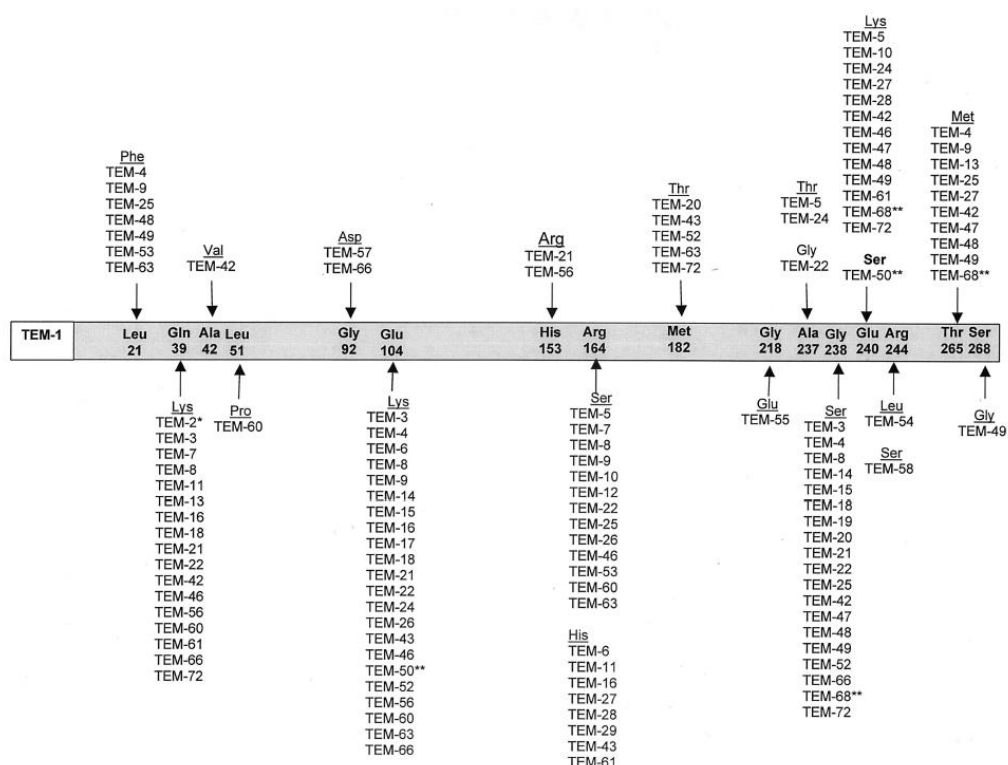 Phe
TEM-4
TEM-9
TEM-25
TEM-48
TEM-49
TEM-53
TEM-63
Val
TEM-42
Asp
TEM-57
TEM-66
Arg
TEM-21
TEM-56
Thr
TEM-20
TEM-43
TEM-52
TEM-63
TEM-72
Thr
TEM-5
TEM-24
Gly
TEM-22
Lys
TEM-5
TEM-10
TEM-24
TEM-27
TEM-28
TEM-42
TEM-46
TEM-47
TEM-48
TEM-49
TEM-61
TEM-68**
TEM-72
Ser
TEM-50**
Met
TEM-4
TEM-9
TEM-13
TEM-25
TEM-27
TEM-42
TEM-47
TEM-48
TEM-49
TEM-68**
TEM-1 Leu Gln Ala Leu Gly Glu His Arg Met Gly Ala Gly Glu Arg Thr Ser
21 39 42 51 92 104 153 164 182 218 237 238 240 244 265 268
Lys
TEM-2*
TEM-3
TEM-7
TEM-8
TEM-11
TEM-13
TEM-16
TEM-18
TEM-21
TEM-22
TEM-42
TEM-46
TEM-56
TEM-60
TEM-61
TEM-66
TEM-72
Pro
TEM-60
Lys
TEM-3
TEM-4
TEM-6
TEM-8
TEM-9
TEM-14
TEM-15
TEM-16
TEM-17
TEM-18
TEM-21
TEM-22
TEM-24
TEM-26
TEM-43
TEM-46
TEM-50**
TEM-52
TEM-56
TEM-60
TEM-63
TEM-66
Ser
TEM-5
TEM-7
TEM-8
TEM-9
TEM-10
TEM-12
TEM-22
TEM-25
TEM-26
TEM-46
TEM-53
TEM-60
TEM-63
His
TEM-6
TEM-11
TEM-16
TEM-27
TEM-28
TEM-29
TEM-43
TEM-61
Glu
TEM-55
Ser
TEM-3
TEM-4
TEM-8
TEM-14
TEM-15
TEM-18
TEM-19
TEM-20
TEM-21
TEM-22
TEM-25
TEM-42
TEM-47
TEM-48
TEM-49
TEM-52
TEM-66
TEM-68**
TEM-72
Leu
TEM-54
Ser
TEM-58
Gly
TEM-49